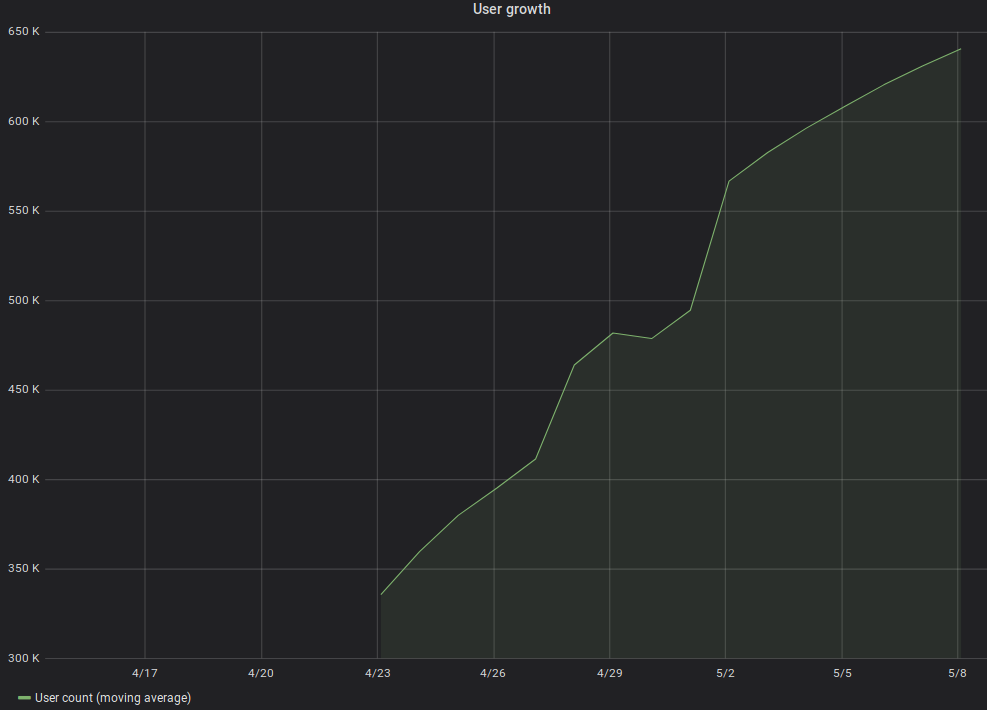 User growth
650 K
600 K
550 K
500 K
450 K
400 K
350 K
300 K
4/17 4/20 4/23 4/26 4/29 5/2 5/5 5/8
User count (moving average)